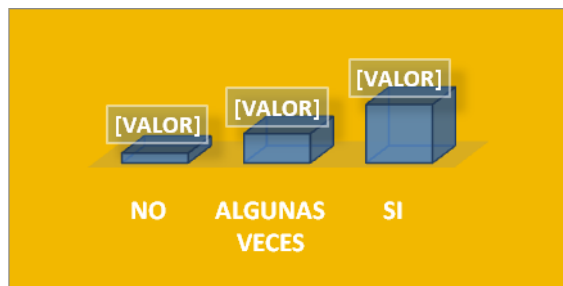 [VALOR]
[VALOR]
[VALOR]
NO
ALGUNAS
VECES
SI